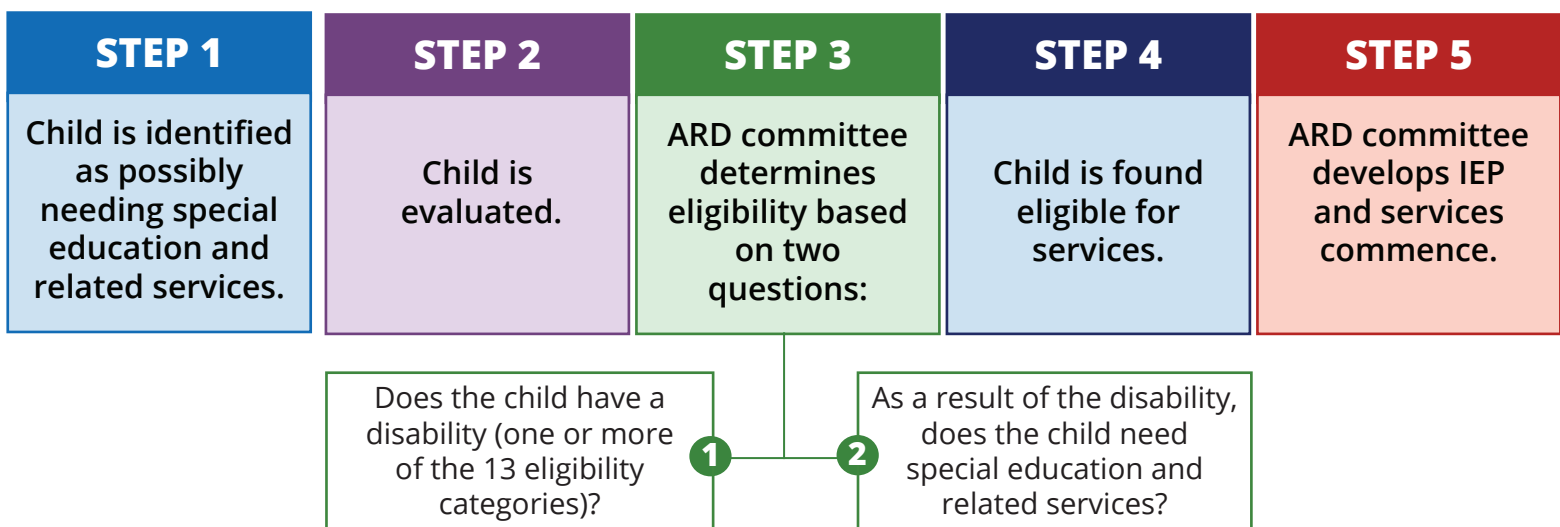 STEP 1
Child is identified
as possibly
needing special
education and
related services.
STEP 2
Child is
evaluated.
STEP 3
ARD committee
determines
eligibility based
on two
questions:
STEP 4
Child is found
eligible for
services.
STEP 5
ARD committee
develops IEP
and services
commence.
Does the child have a
disability (one or more
of the 13 eligibility
categories)?
1
2
As a result of the disability,
does the child need
special education and
related services?